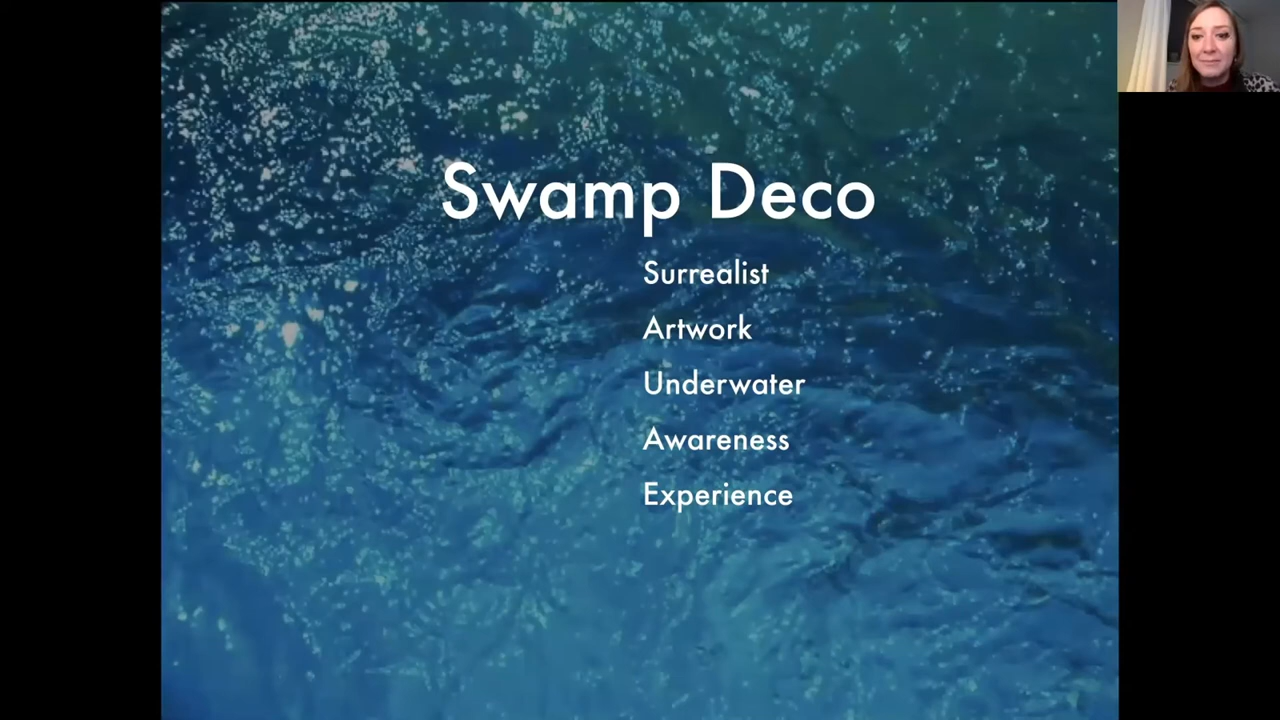 Swamp Deco
Surrealist
Artwork
Underwater
Awareness
Experience